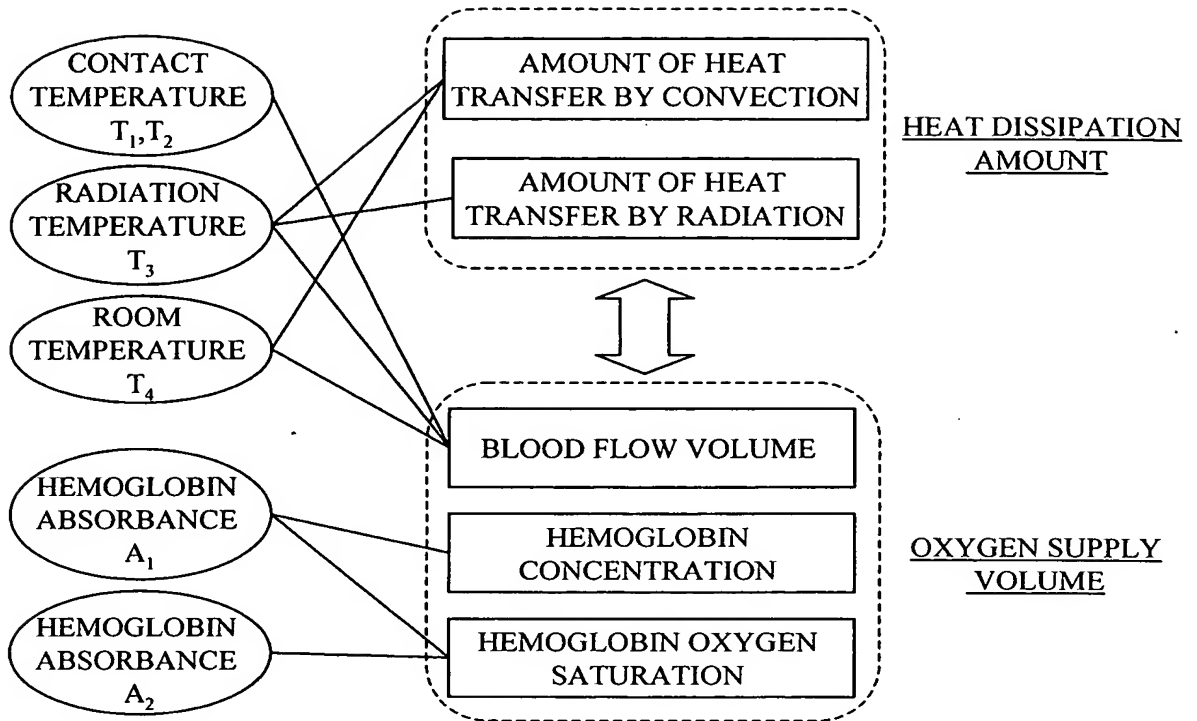 CONTACT
TEMPERATURE
T₁,T₂
RADIATION
TEMPERATURE
T₃
ROOM
TEMPERATURE
T₄
HEMOGLOBIN
ABSORBANCE
A₁
HEMOGLOBIN
ABSORBANCE
A₂
AMOUNT OF HEAT
TRANSFER BY CONVECTION
AMOUNT OF HEAT
TRANSFER BY RADIATION
HEAT DISSIPATION
AMOUNT
BLOOD FLOW VOLUME
HEMOGLOBIN
CONCENTRATION
HEMOGLOBIN OXYGEN
SATURATION
OXYGEN SUPPLY
VOLUME